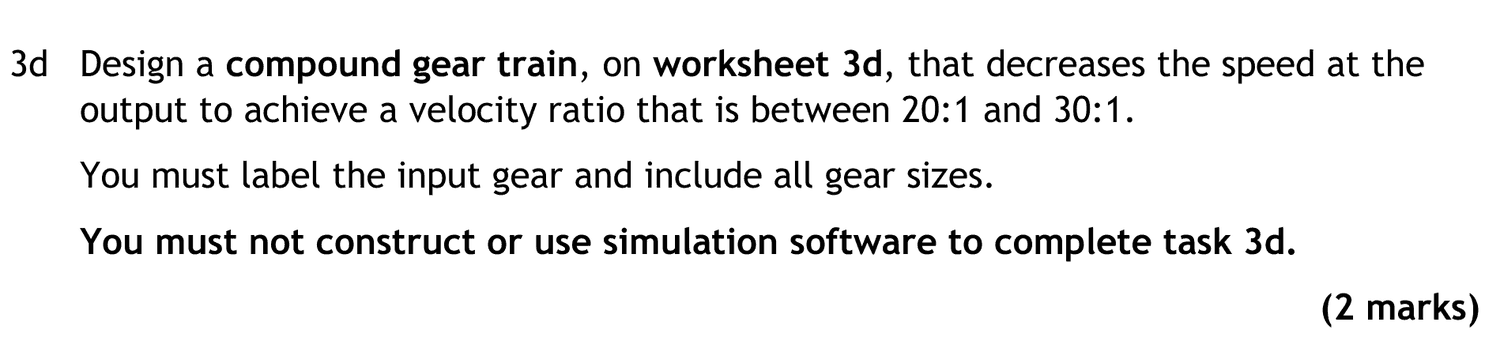 3d Design a compound gear train, on worksheet 3d, that decreases the speed at the
output to achieve a velocity ratio that is between 20:1 and 30:1.
You must label the input gear and include all gear sizes.
You must not construct or use simulation software to complete task 3d.
(2 marks)